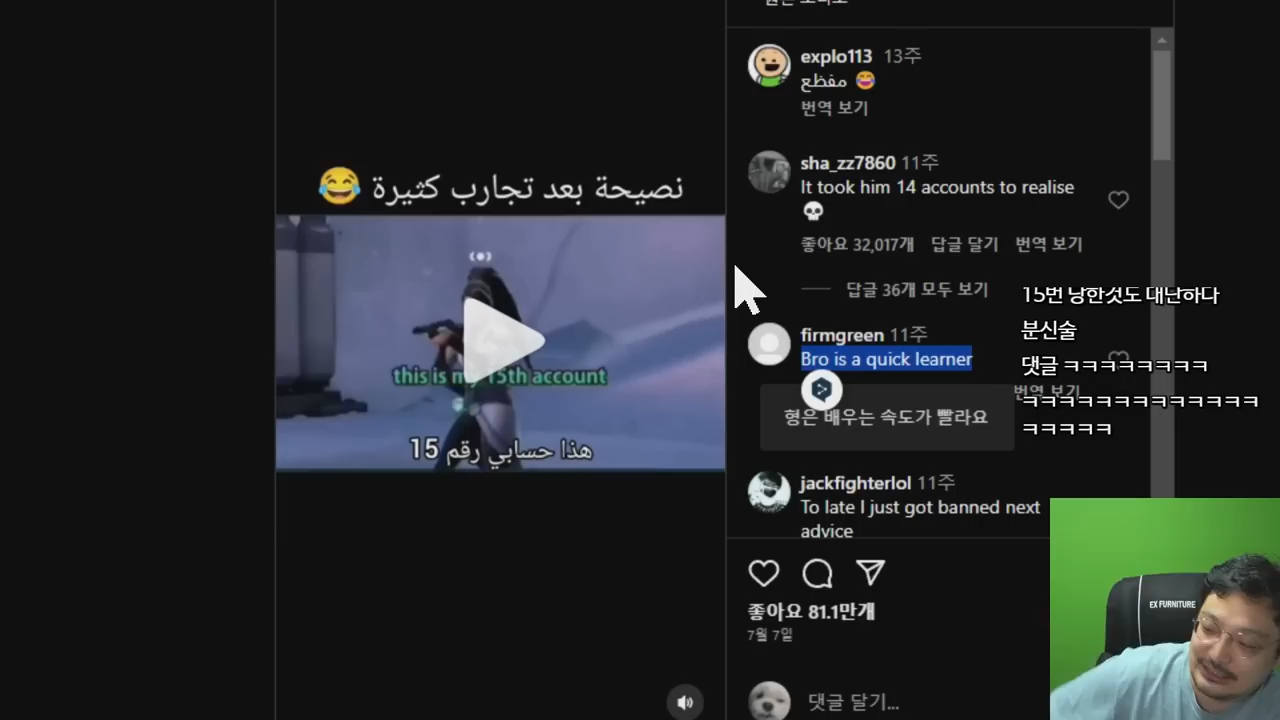 نصيحة بعد تجارب كثيرة 😂
this is my 15th account
هذا حسابي رقم 15
explo113 13주
مفظع 😂
번역 보기
sha_zz7860 11주
It took him 14 accounts to realise
💀
좋아요 32,017개 답글 달기 번역 보기
답글 36개 모두 보기
firmgreen 11주
Bro is a quick learner
번역 보기
형은 배우는 속도가 빨라요
jackfighterlol 11주
To late I just got banned next
advice
좋아요 81.1만개
7월 7일
댓글 달기...
15번 당한것도 대단하다
분신술
댓글 ㅋㅋㅋㅋㅋㅋㅋㅋ
ㅋㅋㅋㅋㅋㅋㅋㅋㅋㅋㅋㅋㅋ
ㅋㅋㅋㅋㅋ
EX FURNITURE